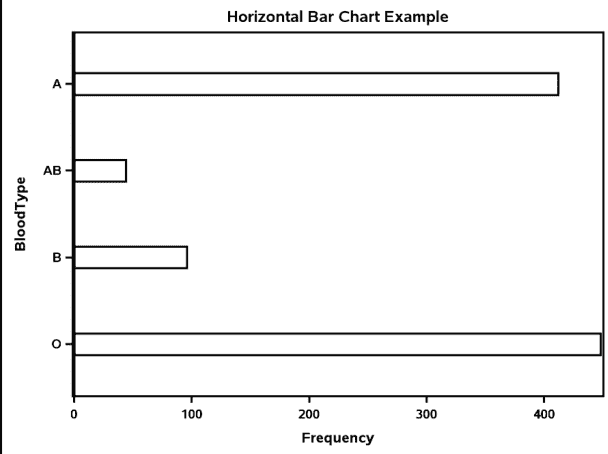 Horizontal Bar Chart Example
BloodType
A
AB
B
O
0 100 200 300 400
Frequency